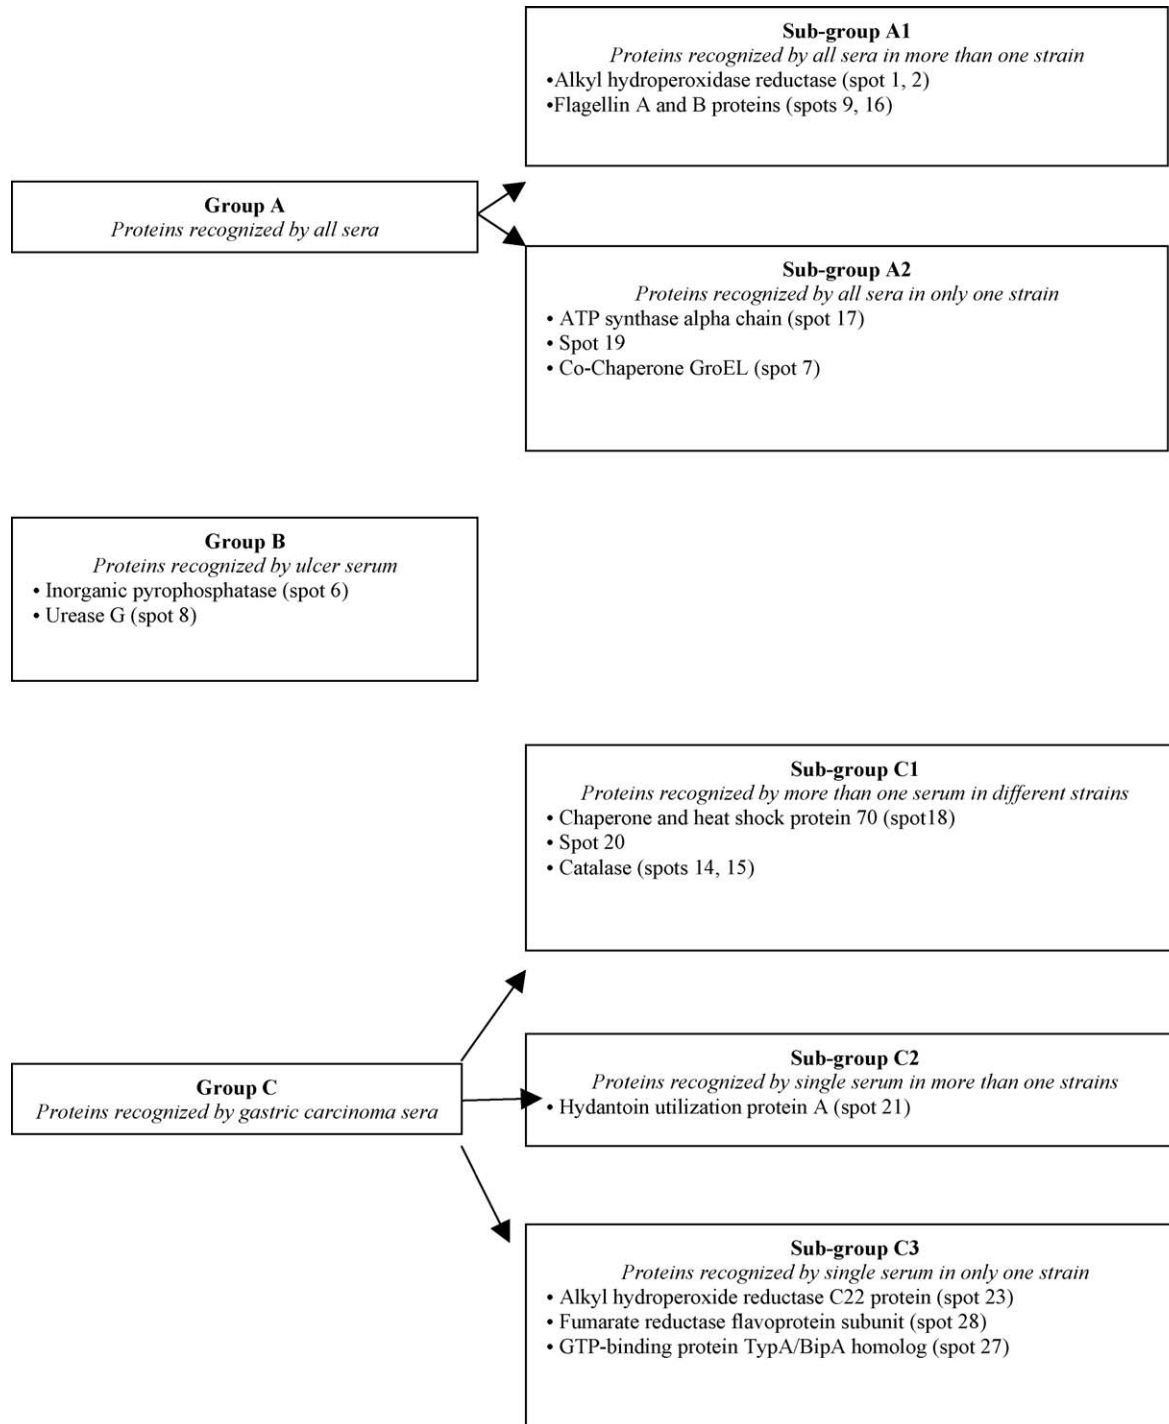 Sub-group A1
Proteins recognized by all sera in more than one strain
•Alkyl hydroperoxidase reductase (spot 1, 2)
•Flagellin A and B proteins (spots 9, 16)
Group A
Proteins recognized by all sera
Sub-group A2
Proteins recognized by all sera in only one strain
• ATP synthase alpha chain (spot 17)
• Spot 19
• Co-Chaperone GroEL (spot 7)
Group B
Proteins recognized by ulcer serum
• Inorganic pyrophosphatase (spot 6)
• Urease G (spot 8)
Sub-group C1
Proteins recognized by more than one serum in different strains
• Chaperone and heat shock protein 70 (spot18)
• Spot 20
• Catalase (spots 14, 15)
Group C
Proteins recognized by gastric carcinoma sera
Sub-group C2
Proteins recognized by single serum in more than one strains
• Hydantoin utilization protein A (spot 21)
Sub-group C3
Proteins recognized by single serum in only one strain
• Alkyl hydroperoxide reductase C22 protein (spot 23)
• Fumarate reductase flavoprotein subunit (spot 28)
• GTP-binding protein TypA/BipA homolog (spot 27)